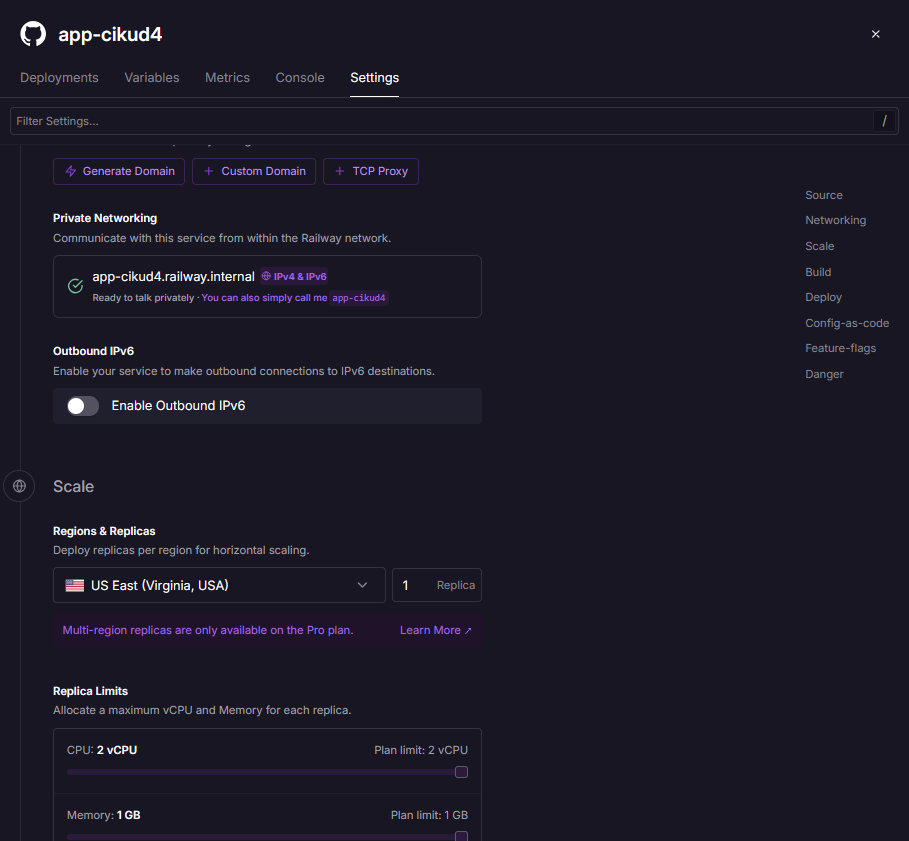 app-cikud4
Deployments Variables Metrics Console Settings
Filter Settings... /
Generate Domain Custom Domain TCP Proxy
Private Networking
Communicate with this service from within the Railway network.
app-cikud4.railway.internal IPv4 & IPv6
Ready to talk privately · You can also simply call me app-cikud4
Outbound IPv6
Enable your service to make outbound connections to IPv6 destinations.
Enable Outbound IPv6
Scale
Regions & Replicas
Deploy replicas per region for horizontal scaling.
US East (Virginia, USA) 1 Replica
Multi-region replicas are only available on the Pro plan. Learn More ↗
Replica Limits
Allocate a maximum vCPU and Memory for each replica.
CPU: 2 vCPU Plan limit: 2 vCPU
Memory: 1 GB Plan limit: 1 GB
Source
Networking
Scale
Build
Deploy
Config-as-code
Feature-flags
Danger